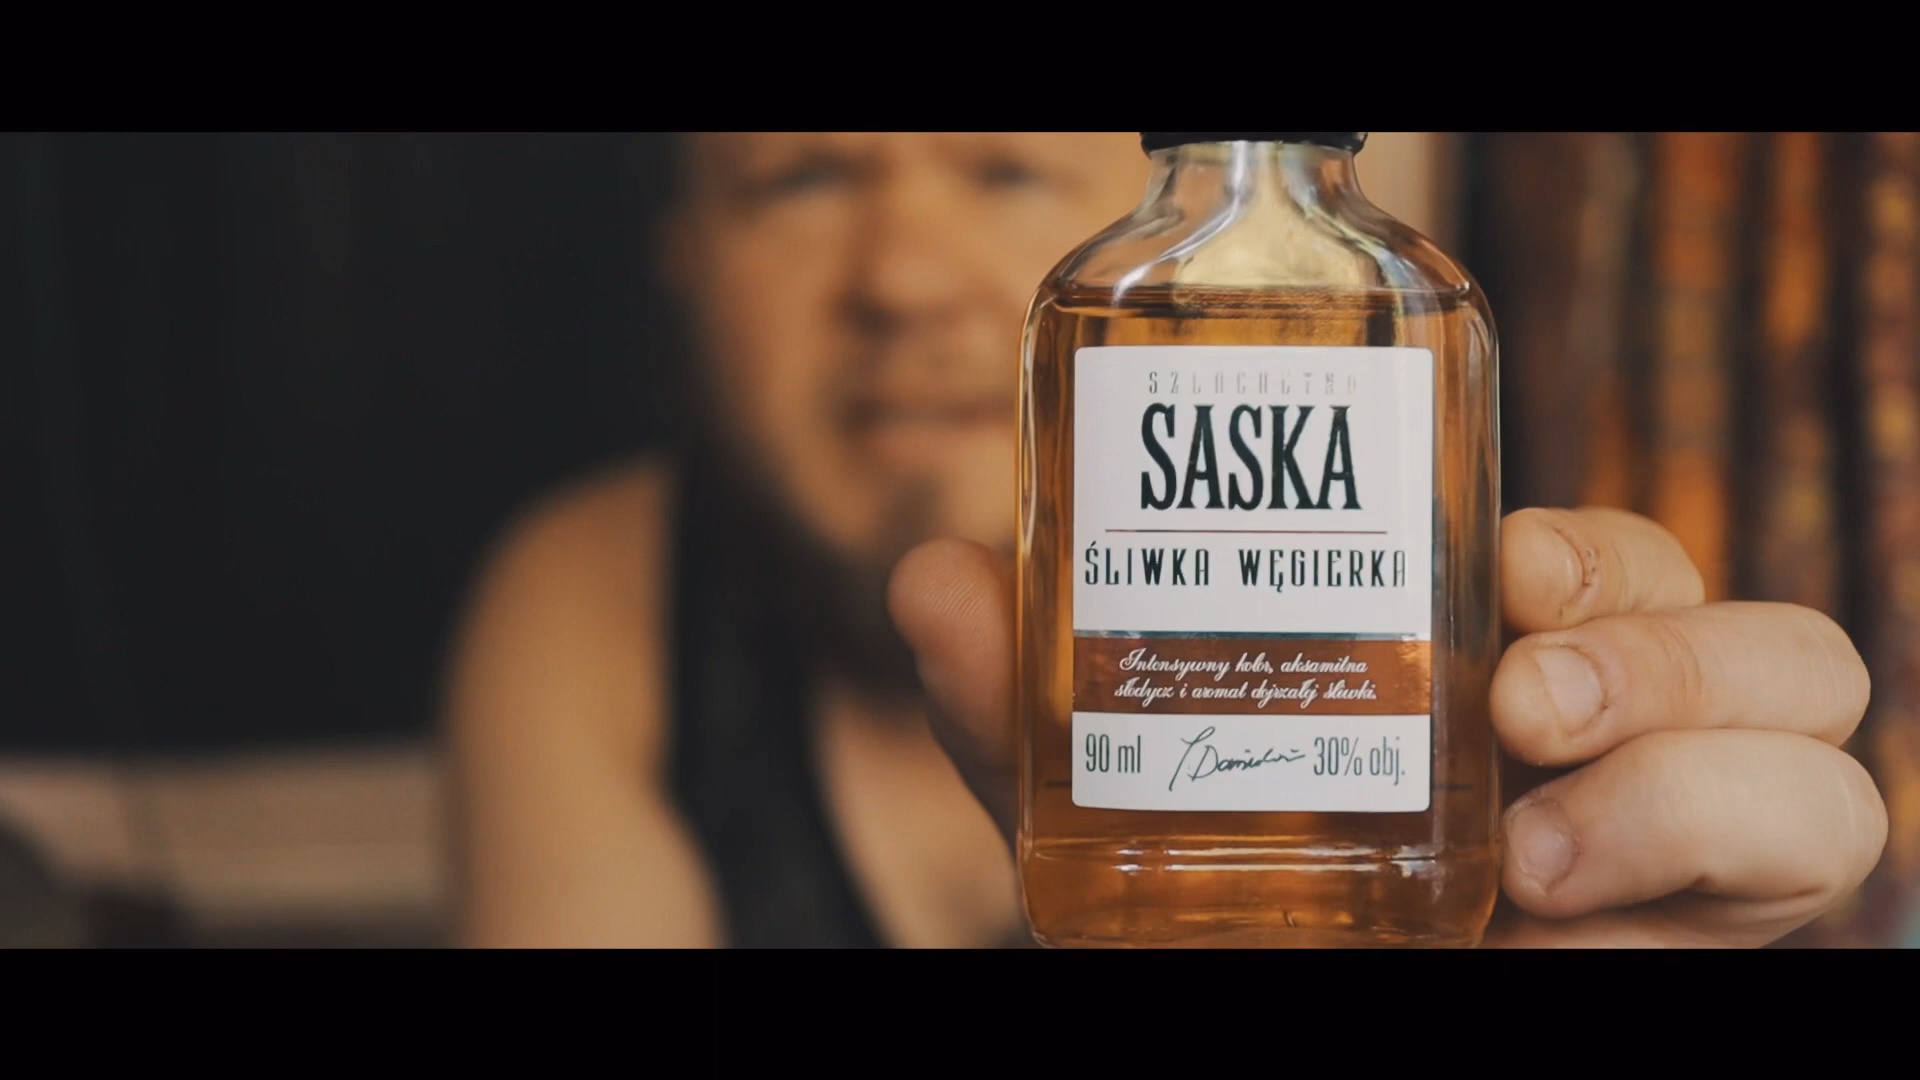 SZLACHETNA
SASKA
ŚLIWKA WĘGIERKA
Intensywny kolor, aksamitna
słodycz i aromat dojrzałej śliwki.
90 ml
30% obj.